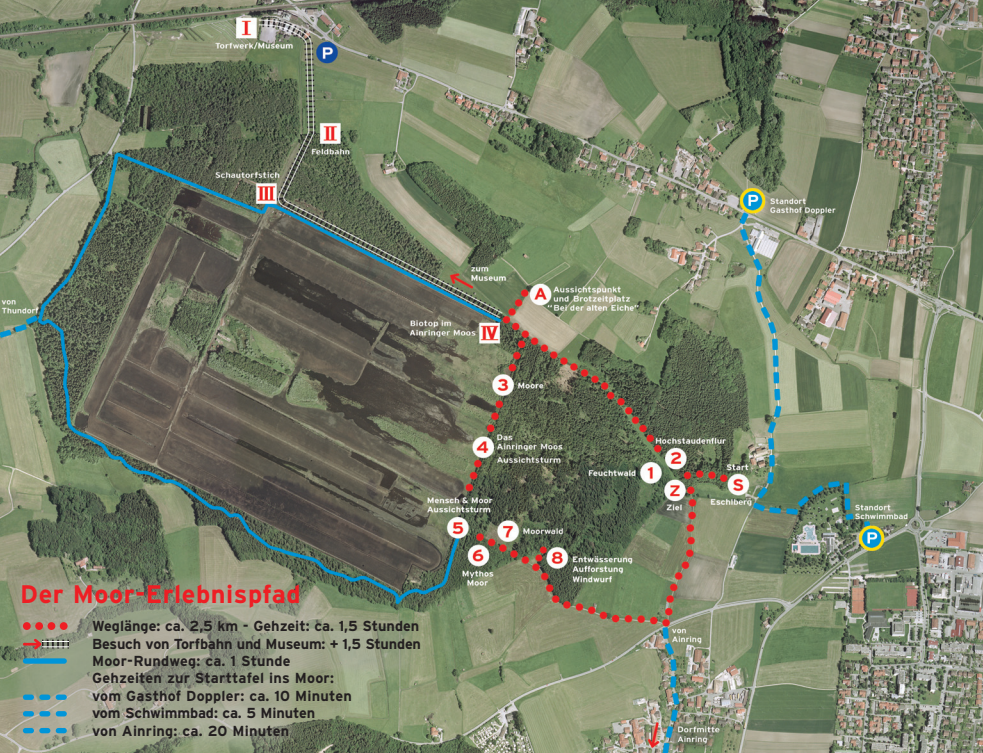 I
Torfwerk/Museum
P
II
Feldbahn
Schautorfstich
III
P
Standort
Gasthof Doppler
zum
Museum
A
Aussichtspunkt
und Brotzeitplatz
"Bei der alten Eiche"
von
Thundorf
Biotop im
Ainringer Moos
IV
3
Moore
4
Das
Ainringer Moos
Aussichtsturm
Hochstaudenflur
2
Feuchtwald
1
Z
Ziel
Start
S
Eschlberg
Mensch & Moor
Aussichtsturm
5
7
Moorwald
6
Mythos
Moor
8
Entwässerung
Aufforstung
Windwurf
Standort
Schwimmbad
P
von
Ainring
Dorfmitte
Ainring
Der Moor-Erlebnispfad
Weglänge: ca. 2,5 km - Gehzeit: ca. 1,5 Stunden
Besuch von Torfbahn und Museum: + 1,5 Stunden
Moor-Rundweg: ca. 1 Stunde
Gehzeiten zur Starttafel ins Moor:
vom Gasthof Doppler: ca. 10 Minuten
vom Schwimmbad: ca. 5 Minuten
von Ainring: ca. 20 Minuten